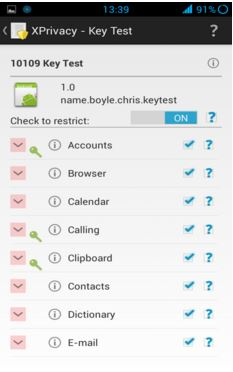 13:39
91%
XPrivacy - Key Test
?
10109 Key Test
1.0
name.boyle.chris.keytest
Check to restrict:
ON
?
Accounts
?
Browser
?
Calendar
?
Calling
?
Clipboard
?
Contacts
?
Dictionary
?
E-mail
?